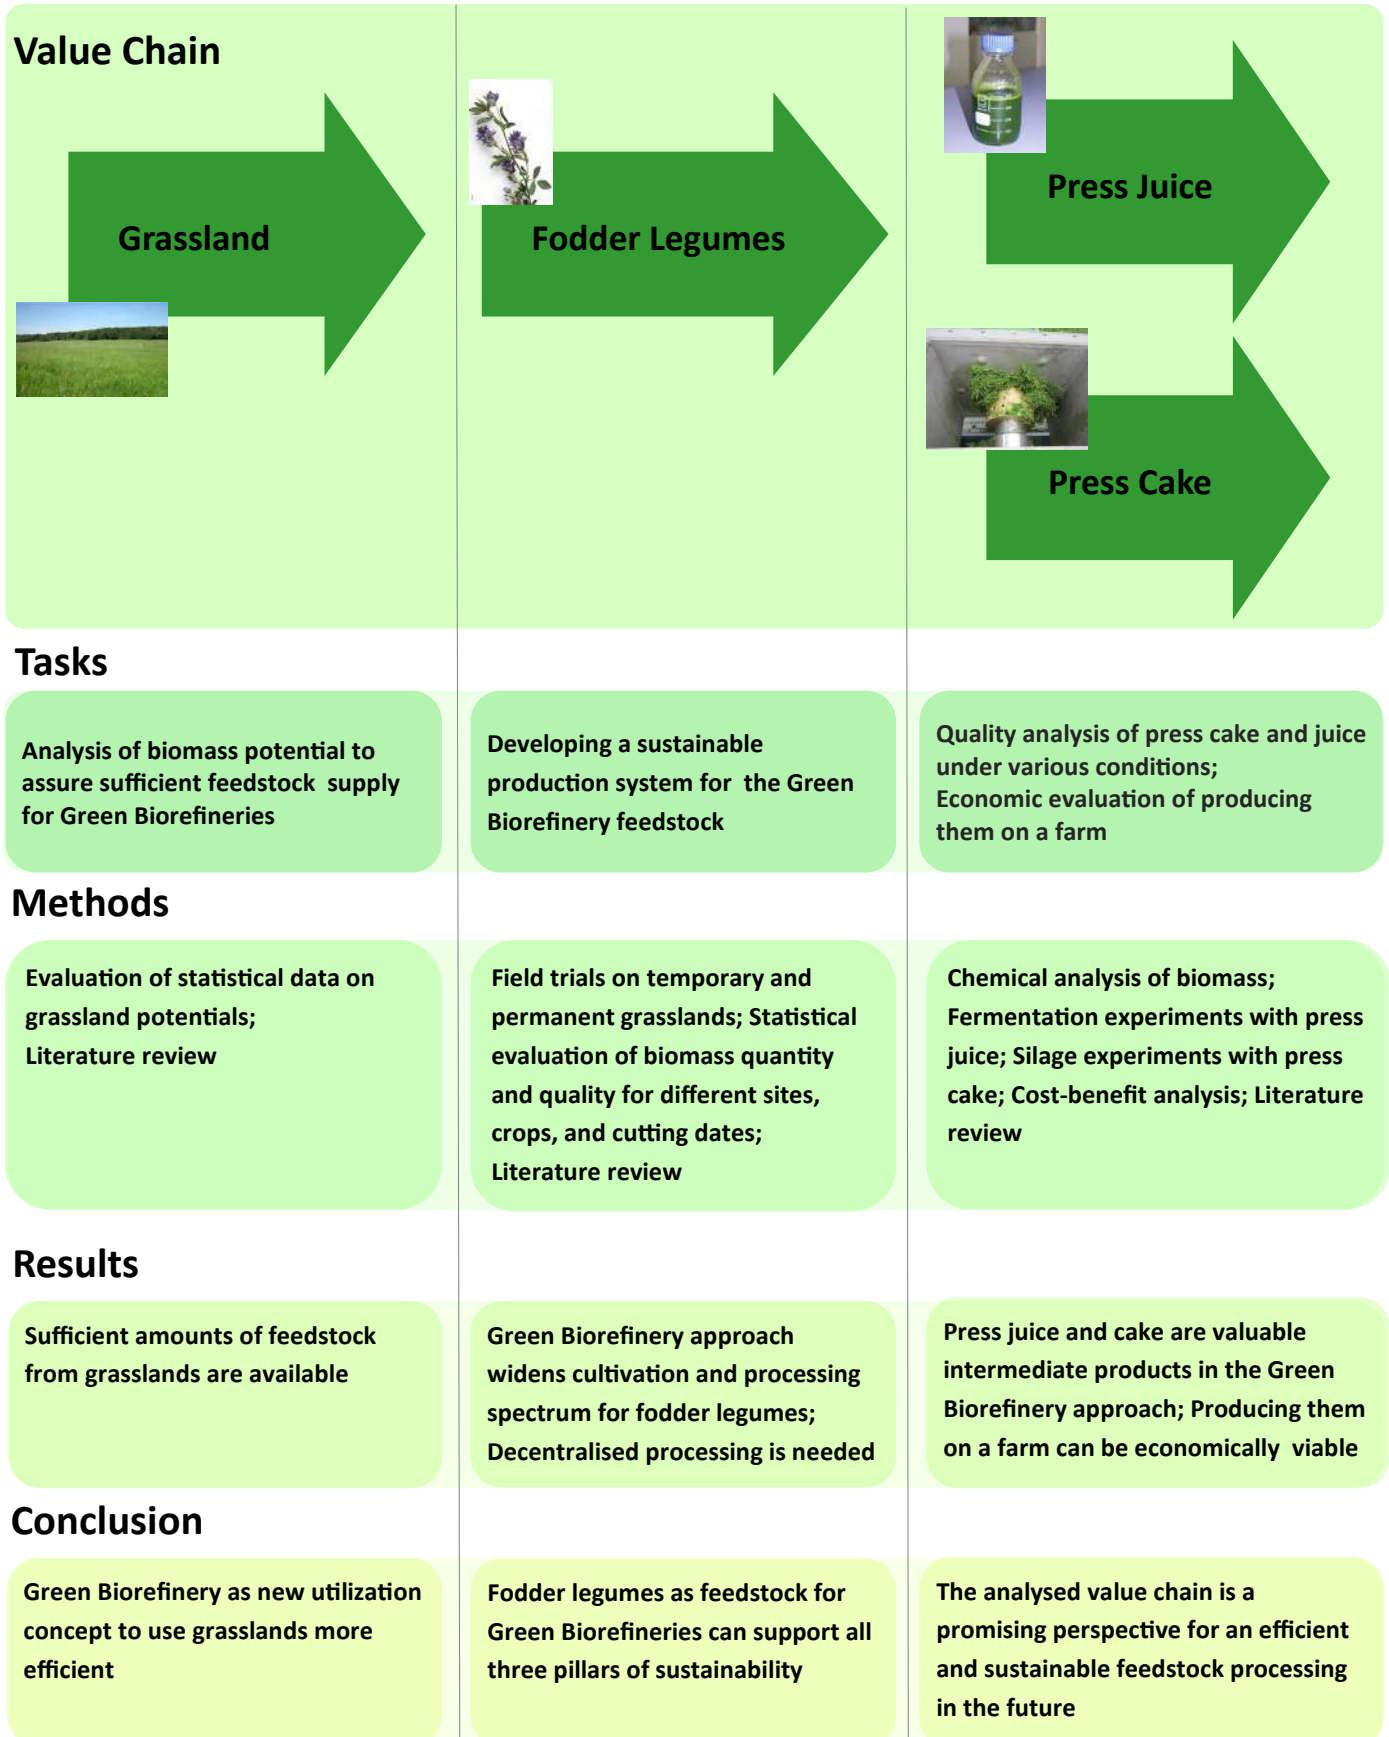 Value Chain
Grassland
Fodder Legumes
Press Juice
Press Cake
Tasks
Analysis of biomass potential to
assure sufficient feedstock supply
for Green Biorefineries
Developing a sustainable
production system for the Green
Biorefinery feedstock
Quality analysis of press cake and juice
under various conditions;
Economic evaluation of producing
them on a farm
Methods
Evaluation of statistical data on
grassland potentials;
Literature review
Field trials on temporary and
permanent grasslands; Statistical
evaluation of biomass quantity
and quality for different sites,
crops, and cutting dates;
Literature review
Chemical analysis of biomass;
Fermentation experiments with press
juice; Silage experiments with press
cake; Cost-benefit analysis; Literature
review
Results
Sufficient amounts of feedstock
from grasslands are available
Green Biorefinery approach
widens cultivation and processing
spectrum for fodder legumes;
Decentralised processing is needed
Press juice and cake are valuable
intermediate products in the Green
Biorefinery approach; Producing them
on a farm can be economically viable
Conclusion
Green Biorefinery as new utilization
concept to use grasslands more
efficient
Fodder legumes as feedstock for
Green Biorefineries can support all
three pillars of sustainability
The analysed value chain is a
promising perspective for an efficient
and sustainable feedstock processing
in the future